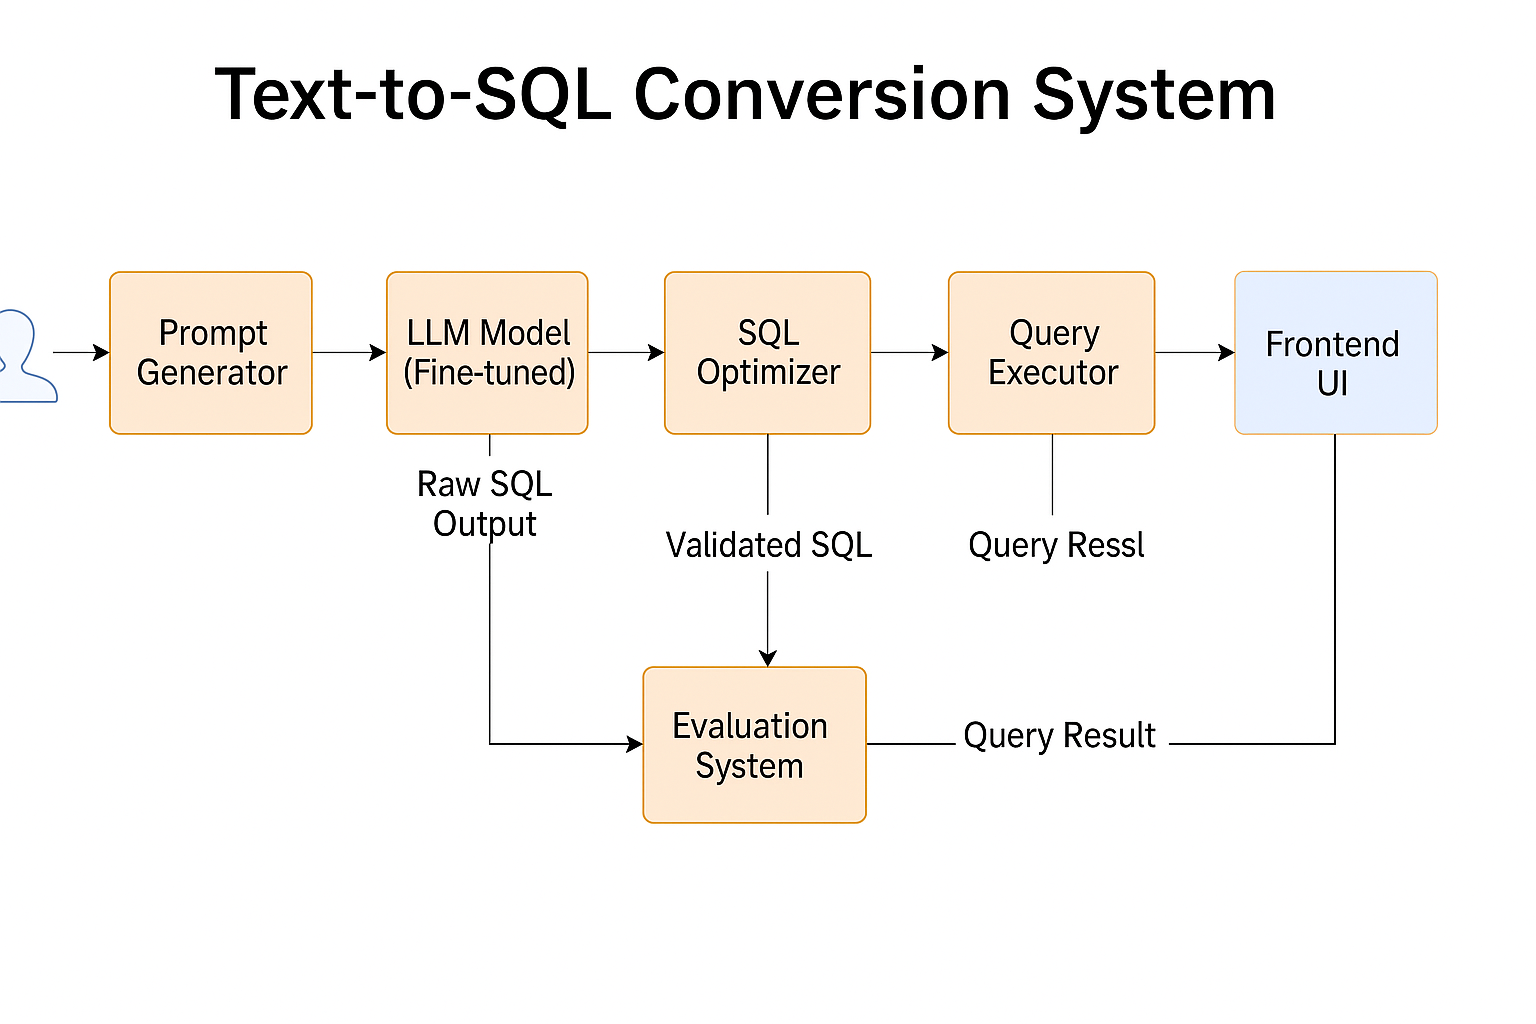 Text-to-SQL Conversion System
Prompt
Generator
LLM Model
(Fine-tuned)
SQL
Optimizer
Query
Executor
Frontend
UI
Raw SQL
Output
Validated SQL
Query Ressl
Evaluation
System
Query Result